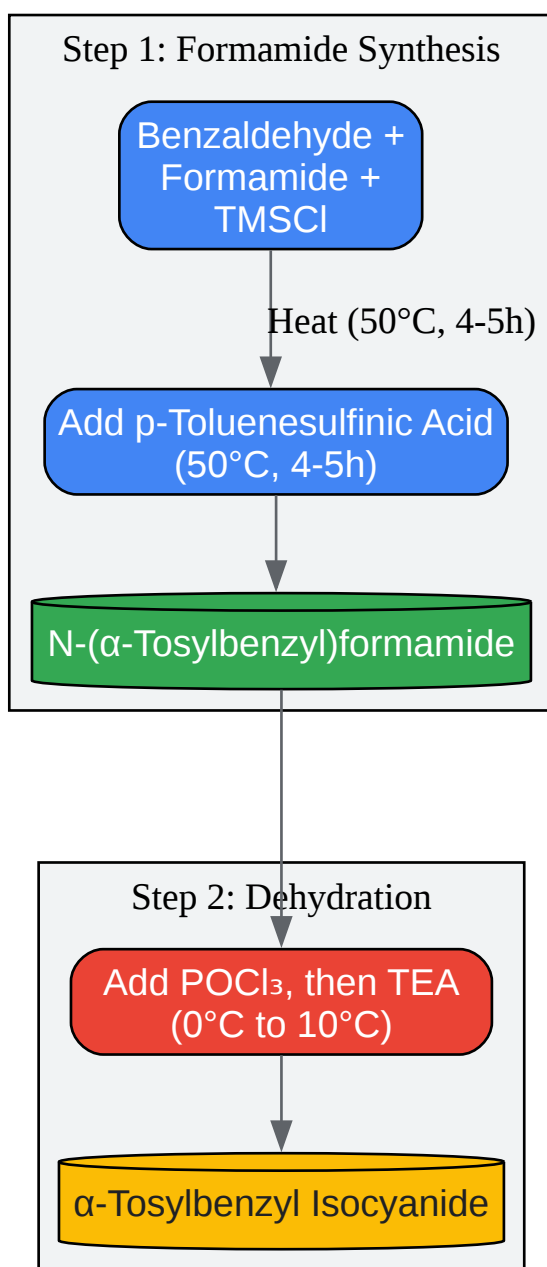 Step 1: Formamide Synthesis
Benzaldehyde +
Formamide +
TMSCl
Heat (50°C, 4-5h)
Add p-Toluenesulfinic Acid
(50°C, 4-5h)
N-(α-Tosylbenzyl)formamide
Step 2: Dehydration
Add POCl₃, then TEA
(0°C to 10°C)
α-Tosylbenzyl Isocyanide